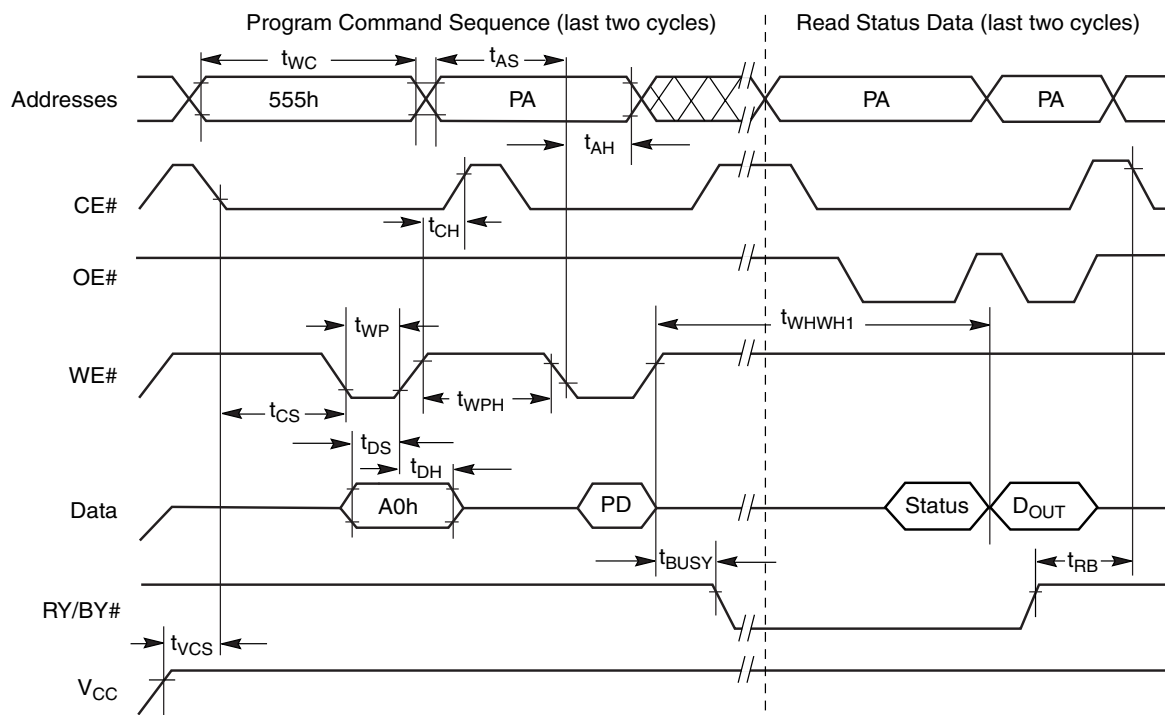 Program Command Sequence (last two cycles)
Read Status Data (last two cycles)
tWC
tAS
Addresses
555h
PA
PA
PA
tAH
CE#
tCH
OE#
tWP
tWHWH1
WE#
tCS
tWPH
tDS
tDH
Data
A0h
PD
Status
DOUT
tBUSY
tRB
RY/BY#
tVCS
VCC